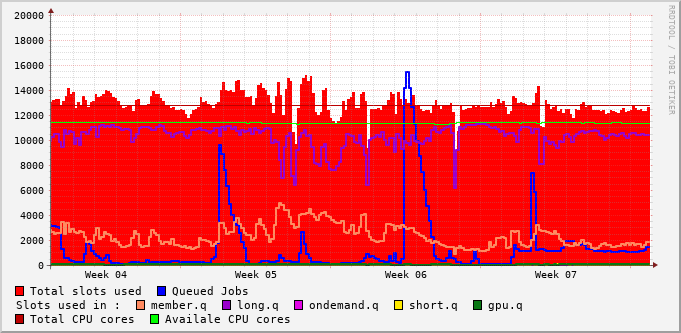 20000
18000
16000
14000
12000
10000
8000
6000
4000
2000
0
Week 04 Week 05 Week 06 Week 07
RRDTOOL / TOBI OETIKER
Total slots used Queued Jobs
Slots used in : member.q long.q ondemand.q short.q gpu.q
Total CPU cores Availale CPU cores